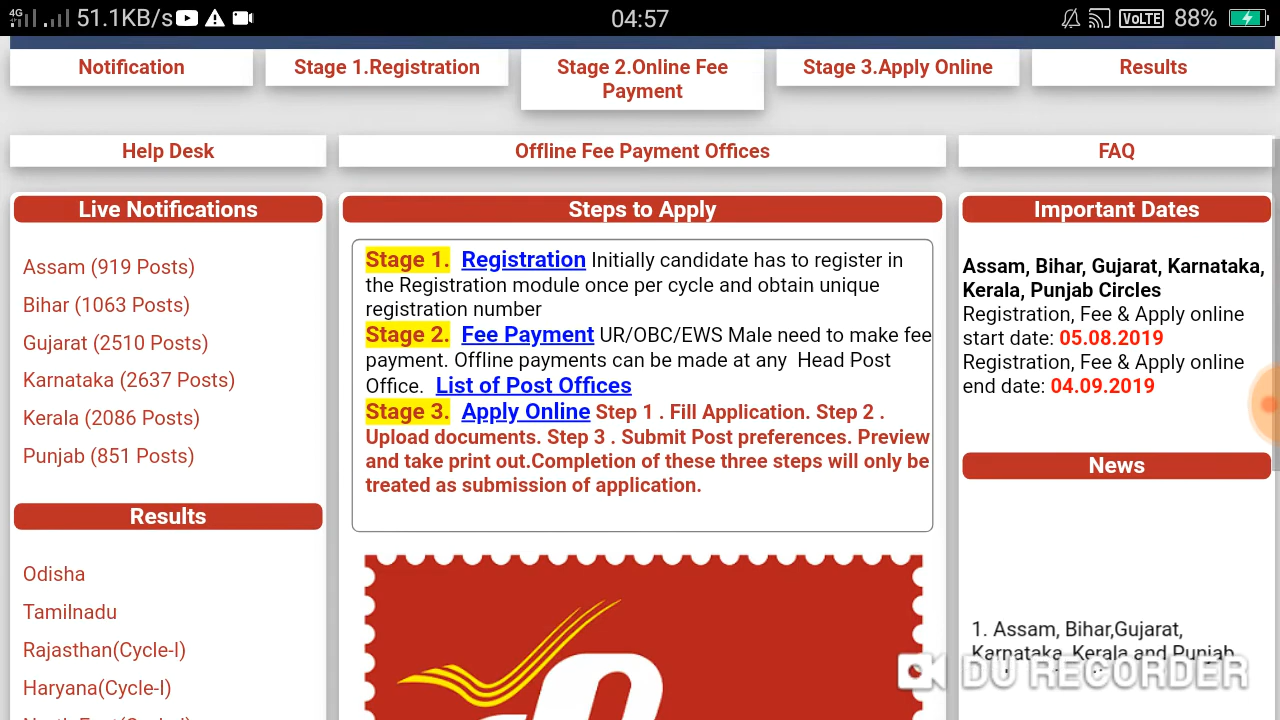 4G 51.1KB/s 04:57 VoLTE 88%
Notification
Stage 1.Registration
Stage 2.Online Fee
Payment
Stage 3.Apply Online
Results
Help Desk
Offline Fee Payment Offices
FAQ
Live Notifications
Assam (919 Posts)
Bihar (1063 Posts)
Gujarat (2510 Posts)
Karnataka (2637 Posts)
Kerala (2086 Posts)
Punjab (851 Posts)
Results
Odisha
Tamilnadu
Rajasthan(Cycle-I)
Haryana(Cycle-I)
Steps to Apply
Stage 1. Registration Initially candidate has to register in
the Registration module once per cycle and obtain unique
registration number
Stage 2. Fee Payment UR/OBC/EWS Male need to make fee
payment. Offline payments can be made at any Head Post
Office. List of Post Offices
Stage 3. Apply Online Step 1 . Fill Application. Step 2 .
Upload documents. Step 3 . Submit Post preferences. Preview
and take print out.Completion of these three steps will only be
treated as submission of application.
Important Dates
Assam, Bihar, Gujarat, Karnataka,
Kerala, Punjab Circles
Registration, Fee & Apply online
start date: 05.08.2019
Registration, Fee & Apply online
end date: 04.09.2019
News
1. Assam, Bihar,Gujarat,
Karnataka, Kerala and Punjab
DU RECORDER